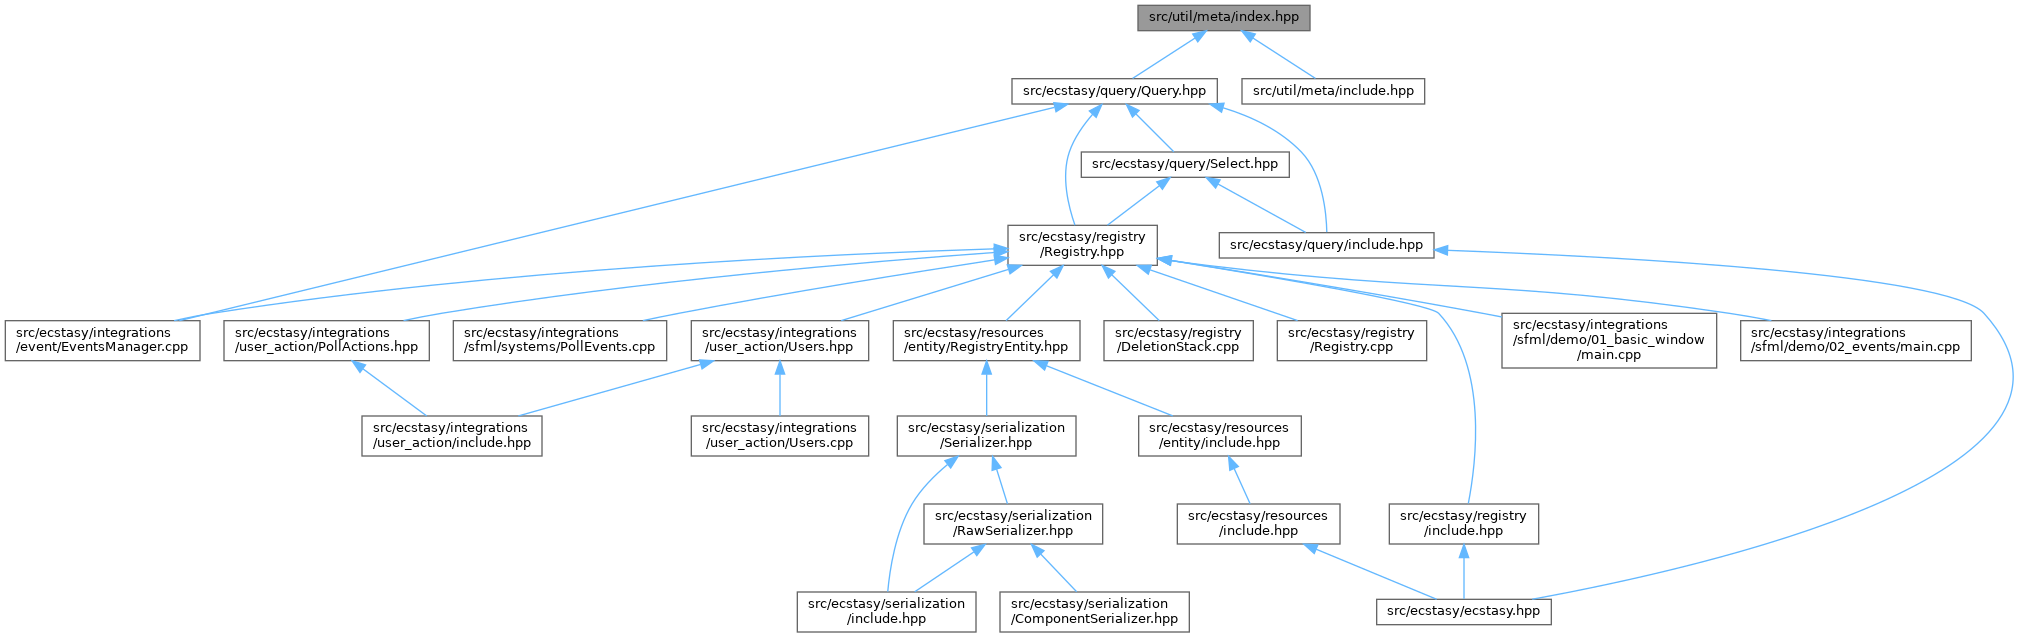 src/util/meta/index.hpp
src/ecstasy/query/Query.hpp
src/util/meta/include.hpp
src/ecstasy/query/Select.hpp
src/ecstasy/registry
/Registry.hpp
src/ecstasy/query/include.hpp
src/ecstasy/integrations
/event/EventsManager.cpp
src/ecstasy/integrations
/user_action/PollActions.hpp
src/ecstasy/integrations
/sfml/systems/PollEvents.cpp
src/ecstasy/integrations
/user_action/Users.hpp
src/ecstasy/resources
/entity/RegistryEntity.hpp
src/ecstasy/registry
/DeletionStack.cpp
src/ecstasy/registry
/Registry.cpp
src/ecstasy/integrations
/sfml/demo/01_basic_window
/main.cpp
src/ecstasy/integrations
/sfml/demo/02_events/main.cpp
src/ecstasy/integrations
/user_action/include.hpp
src/ecstasy/integrations
/user_action/Users.cpp
src/ecstasy/serialization
/Serializer.hpp
src/ecstasy/resources
/entity/include.hpp
src/ecstasy/serialization
/RawSerializer.hpp
src/ecstasy/resources
/include.hpp
src/ecstasy/registry
/include.hpp
src/ecstasy/serialization
/include.hpp
src/ecstasy/serialization
/ComponentSerializer.hpp
src/ecstasy/ecstasy.hpp